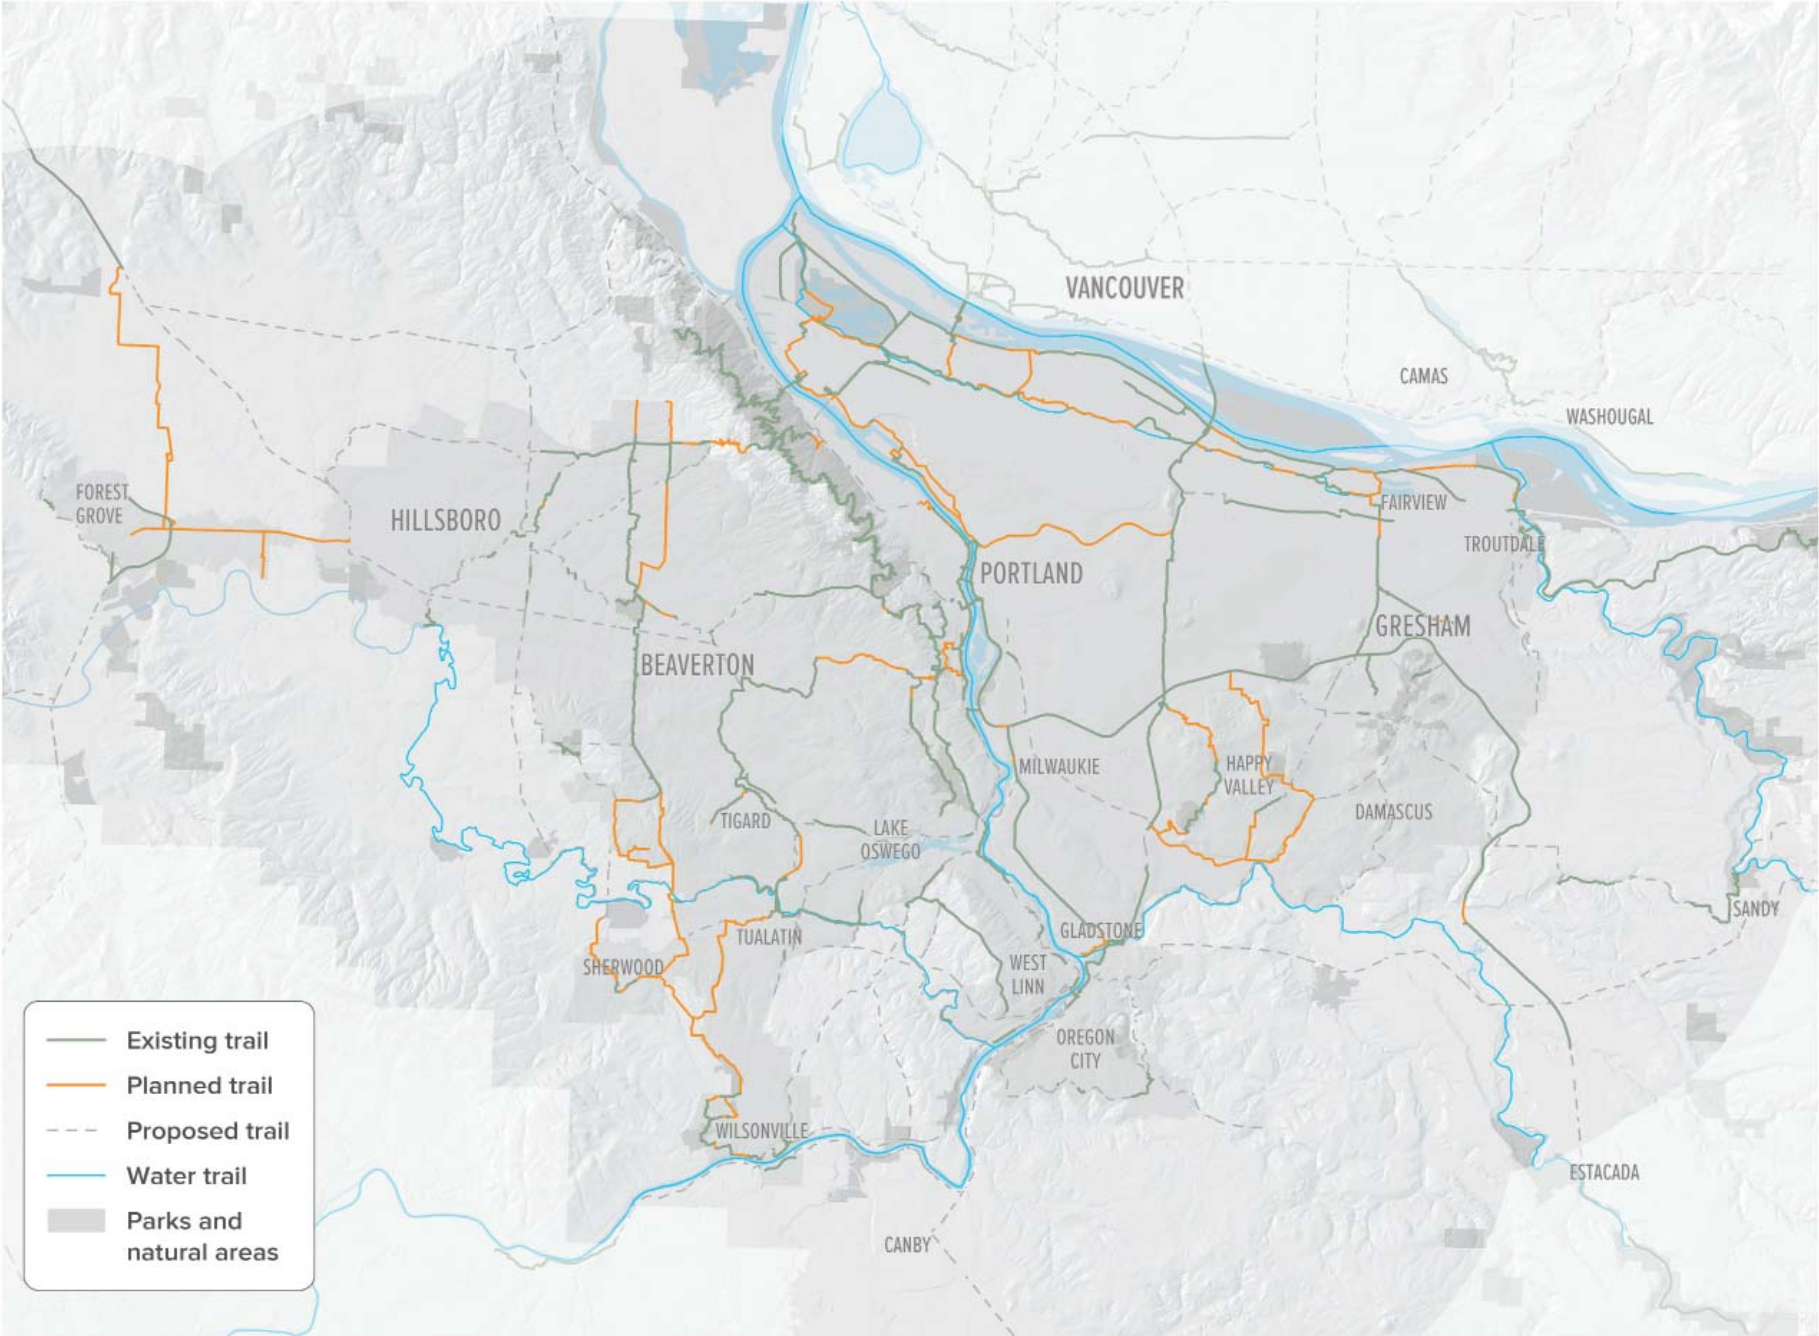 VANCOUVER
CAMAS
WASHOUGAL
FOREST
GROVE
HILLSBORO
FAIRVIEW
TROUTDALE
PORTLAND
GRESHAM
BEAVERTON
MILWAUKIE
HAPPY
VALLEY
DAMASCUS
TIGARD
LAKE
OSWEGO
SANDY
TUALATIN
GLADSTONE
SHERWOOD
WEST
LINN
OREGON
CITY
WILSONVILLE
ESTACADA
CANBY
Existing trail
Planned trail
Proposed trail
Water trail
Parks and
natural areas